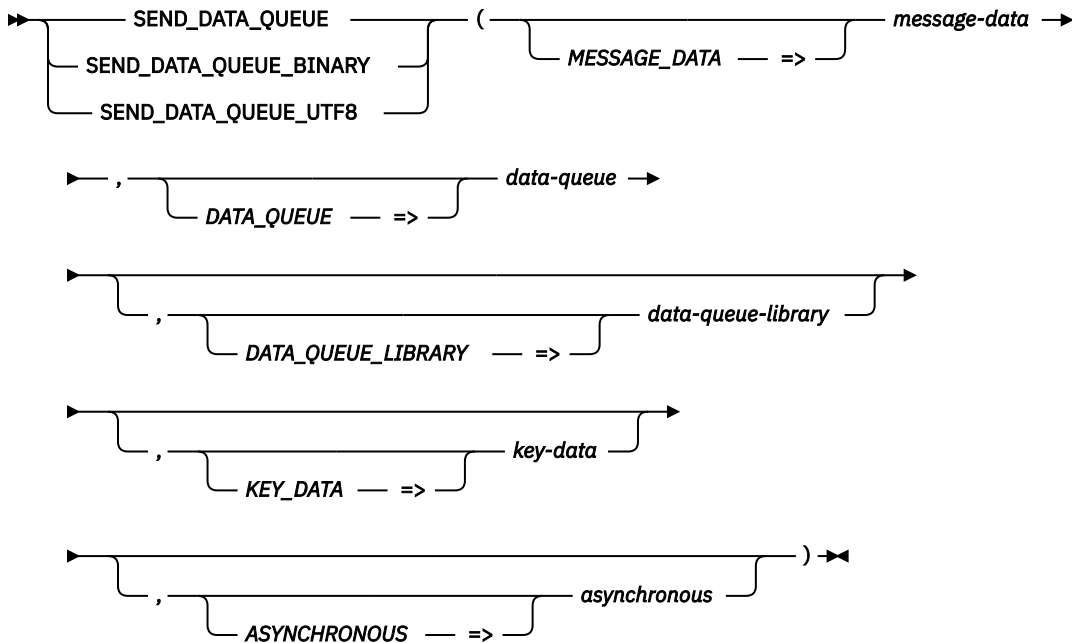 SEND_DATA_QUEUE ( message-data
SEND_DATA_QUEUE_BINARY MESSAGE_DATA =>
SEND_DATA_QUEUE_UTF8
, data-queue
DATA_QUEUE =>
, data-queue-library
DATA_QUEUE_LIBRARY =>
, key-data
KEY_DATA =>
)
, asynchronous
ASYNCHRONOUS =>